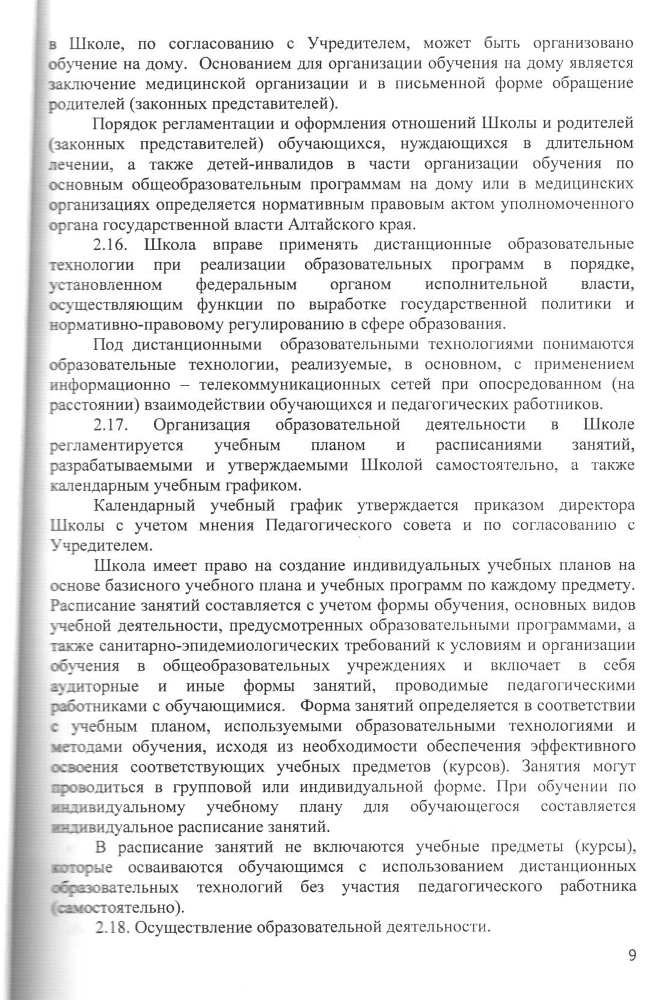 в Школе, по согласованию с Учредителем, может быть организовано
обучение на дому. Основанием для организации обучения на дому является
заключение медицинской организации и в письменной форме обращение
родителей (законных представителей).
Порядок регламентации и оформления отношений Школы и родителей
(законных представителей) обучающихся, нуждающихся в длительном
лечении, а также детей-инвалидов в части организации обучения по
основным общеобразовательным программам на дому или в медицинских
организациях определяется нормативным правовым актом уполномоченного
органа государственной власти Алтайского края.
2.16. Школа вправе применять дистанционные образовательные
технологии при реализации образовательных программ в порядке,
установленном федеральным органом исполнительной власти,
осуществляющим функции по выработке государственной политики и
нормативно-правовому регулированию в сфере образования.
Под дистанционными образовательными технологиями понимаются
образовательные технологии, реализуемые, в основном, с применением
информационно – телекоммуникационных сетей при опосредованном (на
расстоянии) взаимодействии обучающихся и педагогических работников.
2.17. Организация образовательной деятельности в Школе
регламентируется учебным планом и расписаниями занятий,
разрабатываемыми и утверждаемыми Школой самостоятельно, а также
календарным учебным графиком.
Календарный учебный график утверждается приказом директора
Школы с учетом мнения Педагогического совета и по согласованию с
Учредителем.
Школа имеет право на создание индивидуальных учебных планов на
основе базисного учебного плана и учебных программ по каждому предмету.
Расписание занятий составляется с учетом формы обучения, основных видов
учебной деятельности, предусмотренных образовательными программами, а
также санитарно-эпидемиологических требований к условиям и организации
обучения в общеобразовательных учреждениях и включает в себя
аудиторные и иные формы занятий, проводимые педагогическими
работниками с обучающимися. Форма занятий определяется в соответствии
с учебным планом, используемыми образовательными технологиями и
методами обучения, исходя из необходимости обеспечения эффективного
освоения соответствующих учебных предметов (курсов). Занятия могут
проводиться в групповой или индивидуальной форме. При обучении по
индивидуальному учебному плану для обучающегося составляется
индивидуальное расписание занятий.
В расписание занятий не включаются учебные предметы (курсы),
которые осваиваются обучающимся с использованием дистанционных
образовательных технологий без участия педагогического работника
(самостоятельно).
2.18. Осуществление образовательной деятельности.
9